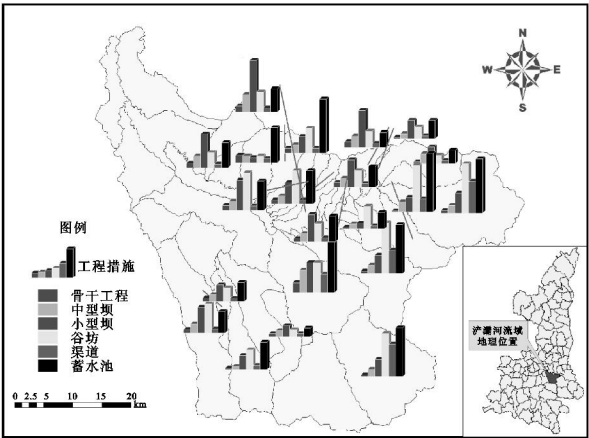 N
W E
S
图例
工程措施
骨干工程
中型坝
小型坝
谷坊
渠道
蓄水池
0 2.5 5 10 15 20
km
浐灞河流域
地理位置